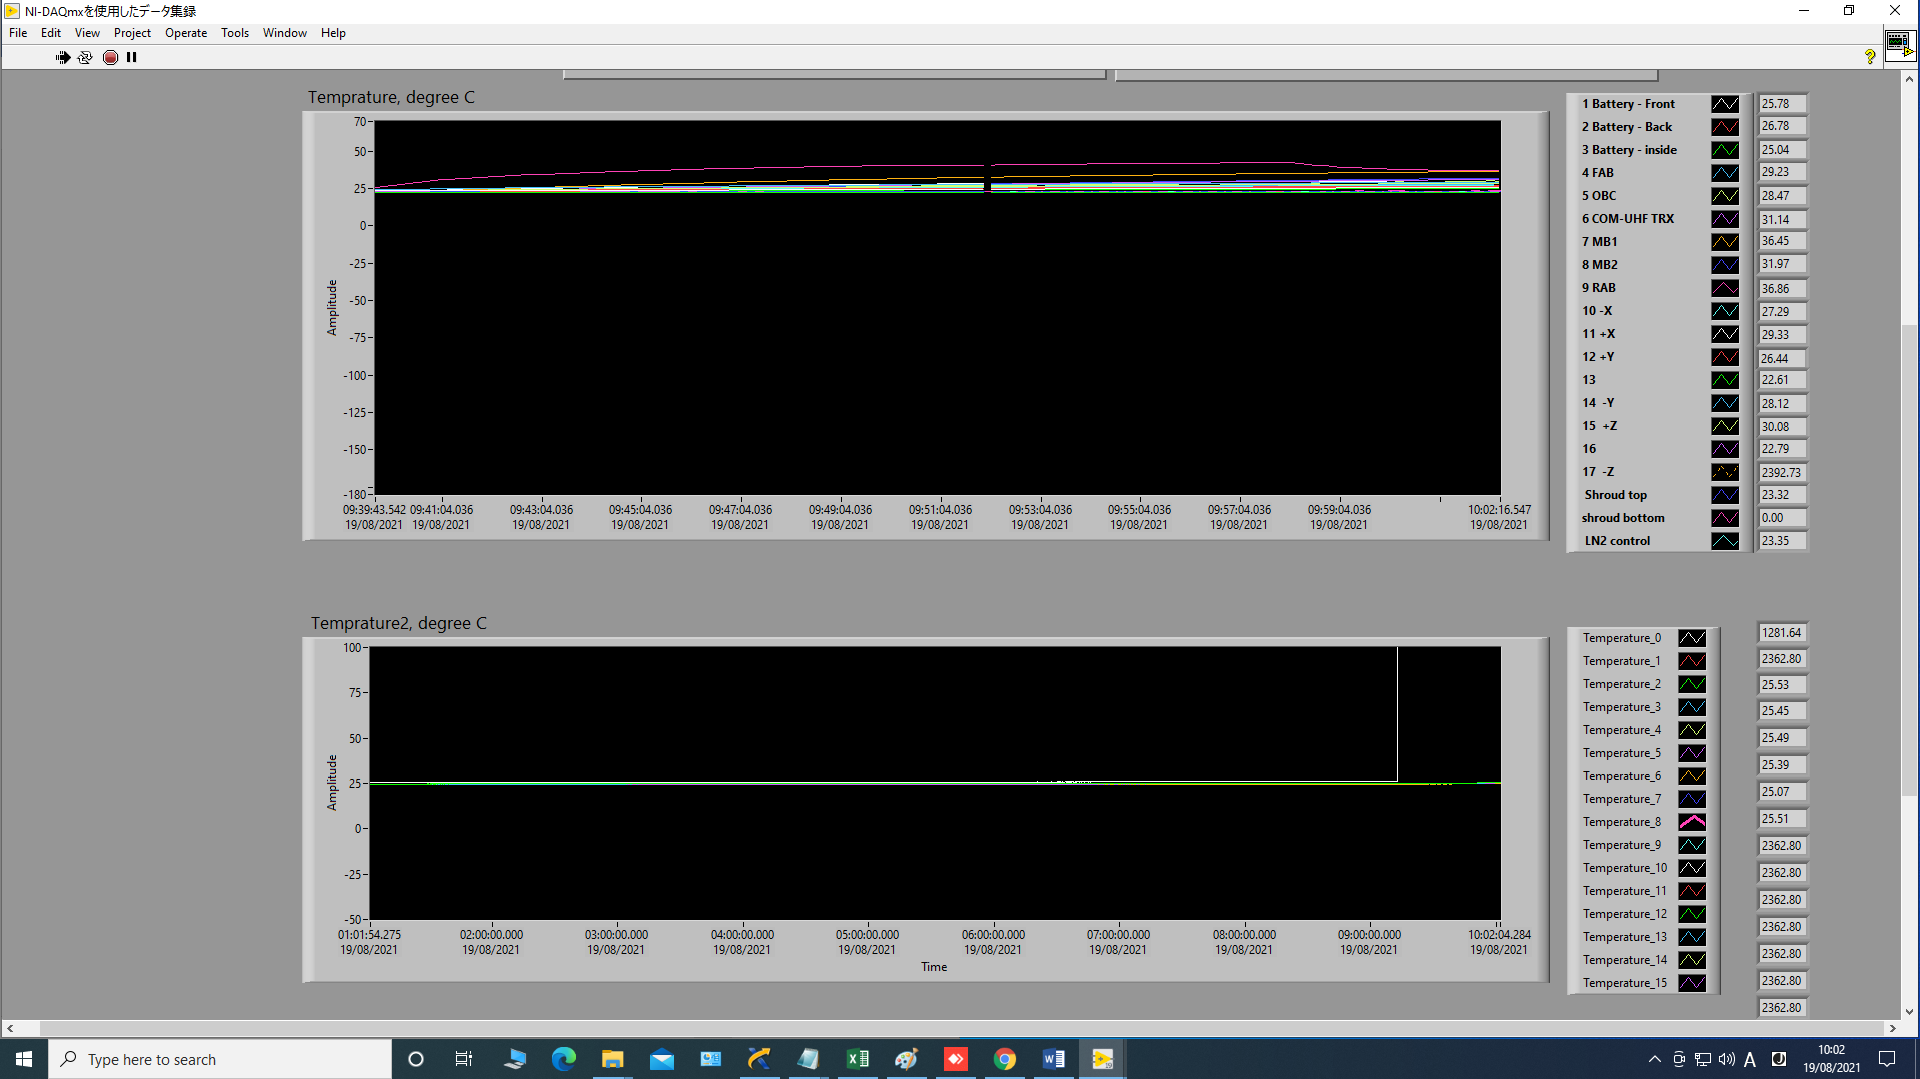 NI-DAQmxを使用したデータ集録
File Edit View Project Operate Tools Window Help
Temprature, degree C
70
50
25
0
-25
-50
-75
-100
-125
-150
-180
Amplitude
09:39:43.542 09:41:04.036 09:43:04.036 09:45:04.036 09:47:04.036 09:49:04.036 09:51:04.036 09:53:04.036 09:55:04.036 09:57:04.036 09:59:04.036 10:02:16.547
19/08/2021 19/08/2021 19/08/2021 19/08/2021 19/08/2021 19/08/2021 19/08/2021 19/08/2021 19/08/2021 19/08/2021 19/08/2021 19/08/2021
1 Battery - Front 25.78
2 Battery - Back 26.78
3 Battery - inside 25.04
4 FAB 29.23
5 OBC 28.47
6 COM-UHF TRX 31.14
7 MB1 36.45
8 MB2 31.97
9 RAB 36.86
10 -X 27.29
11 +X 29.33
12 +Y 26.44
13 22.61
14 -Y 28.12
15 +Z 30.08
16 22.79
17 -Z 2392.73
Shroud top 23.32
shroud bottom 0.00
LN2 control 23.35
Temprature2, degree C
100
75
50
25
0
-25
-50
Amplitude
01:01:54.275 02:00:00.000 03:00:00.000 04:00:00.000 05:00:00.000 06:00:00.000 07:00:00.000 08:00:00.000 09:00:00.000 10:02:04.284
19/08/2021 19/08/2021 19/08/2021 19/08/2021 19/08/2021 19/08/2021 19/08/2021 19/08/2021 19/08/2021 19/08/2021
Time
Temperature_0 1281.64
Temperature_1 2362.80
Temperature_2 25.53
Temperature_3 25.45
Temperature_4 25.49
Temperature_5 25.39
Temperature_6 25.07
Temperature_7 25.51
Temperature_8 2362.80
Temperature_9 2362.80
Temperature_10 2362.80
Temperature_11 2362.80
Temperature_12 2362.80
Temperature_13 2362.80
Temperature_14 2362.80
Temperature_15
Type here to search
A
10:02
19/08/2021